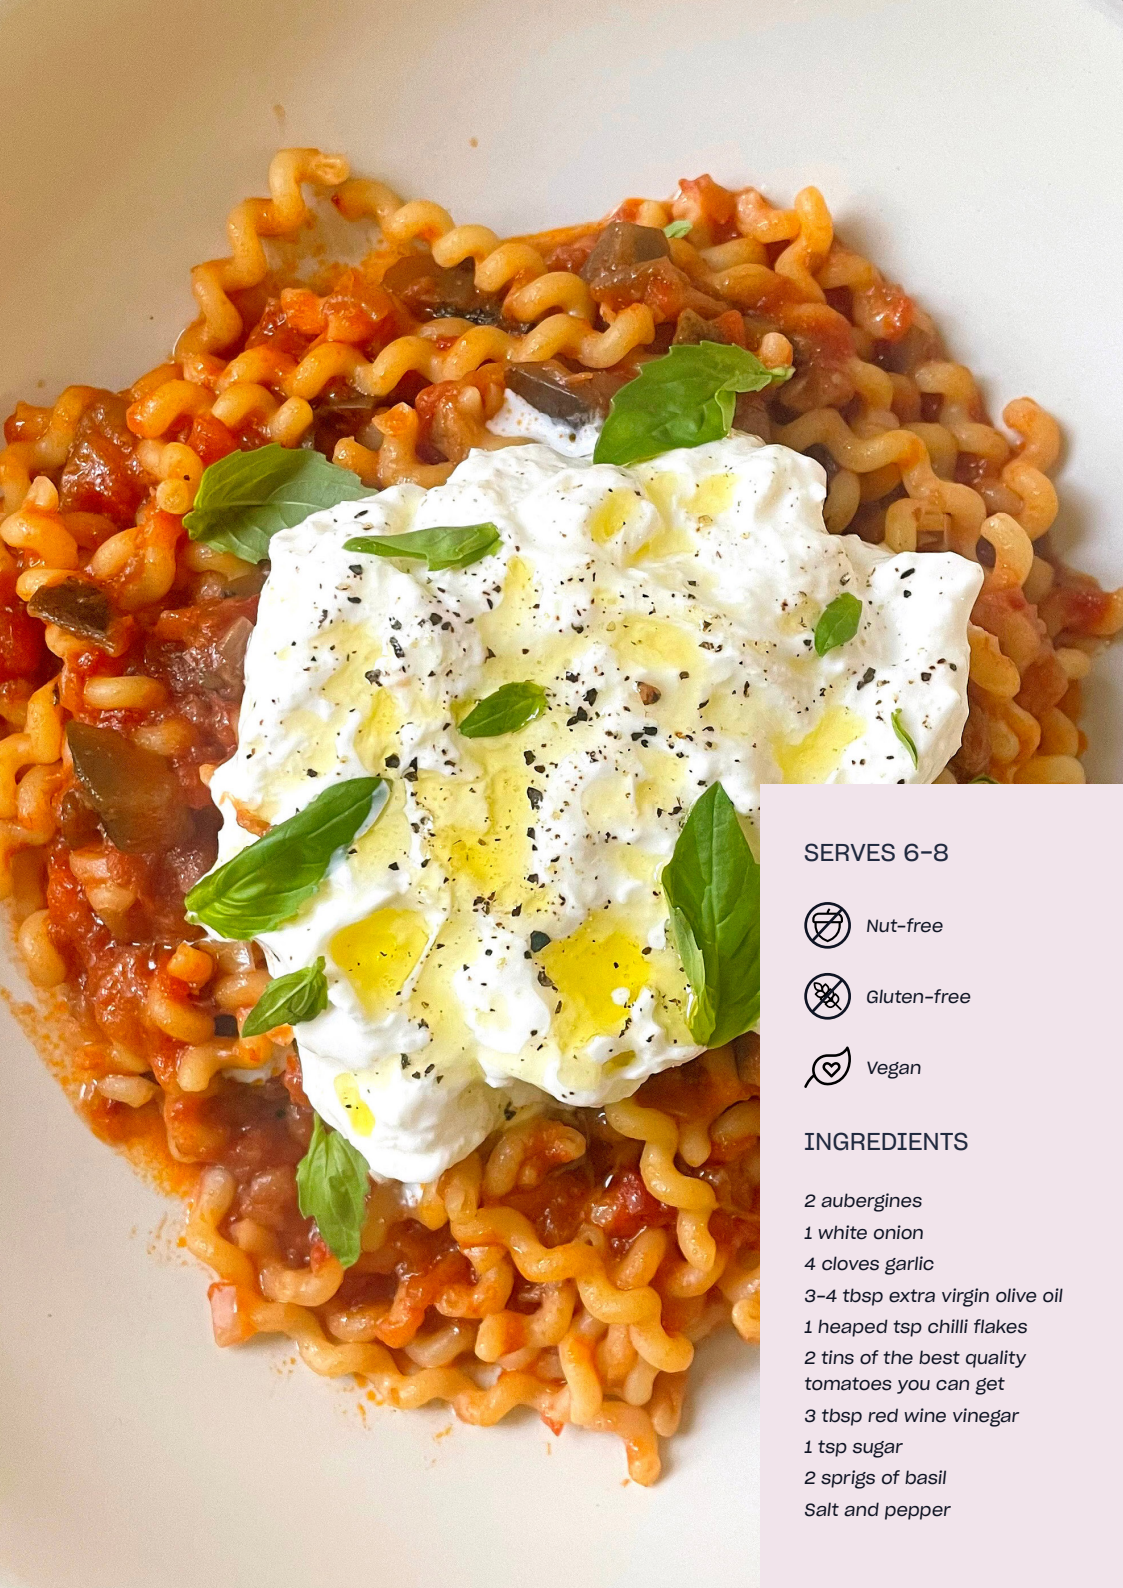 SERVES 6-8
Nut-free
Gluten-free
Vegan
INGREDIENTS
2 aubergines
1 white onion
4 cloves garlic
3-4 tbsp extra virgin olive oil
1 heaped tsp chilli flakes
2 tins of the best quality
tomatoes you can get
3 tbsp red wine vinegar
1 tsp sugar
2 sprigs of basil
Salt and pepper